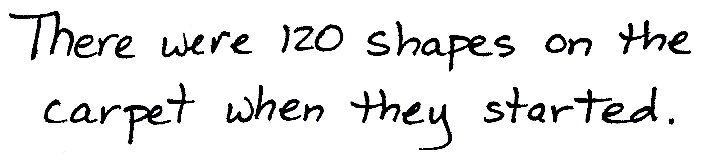 There were 120 shapes on the
carpet when they started.